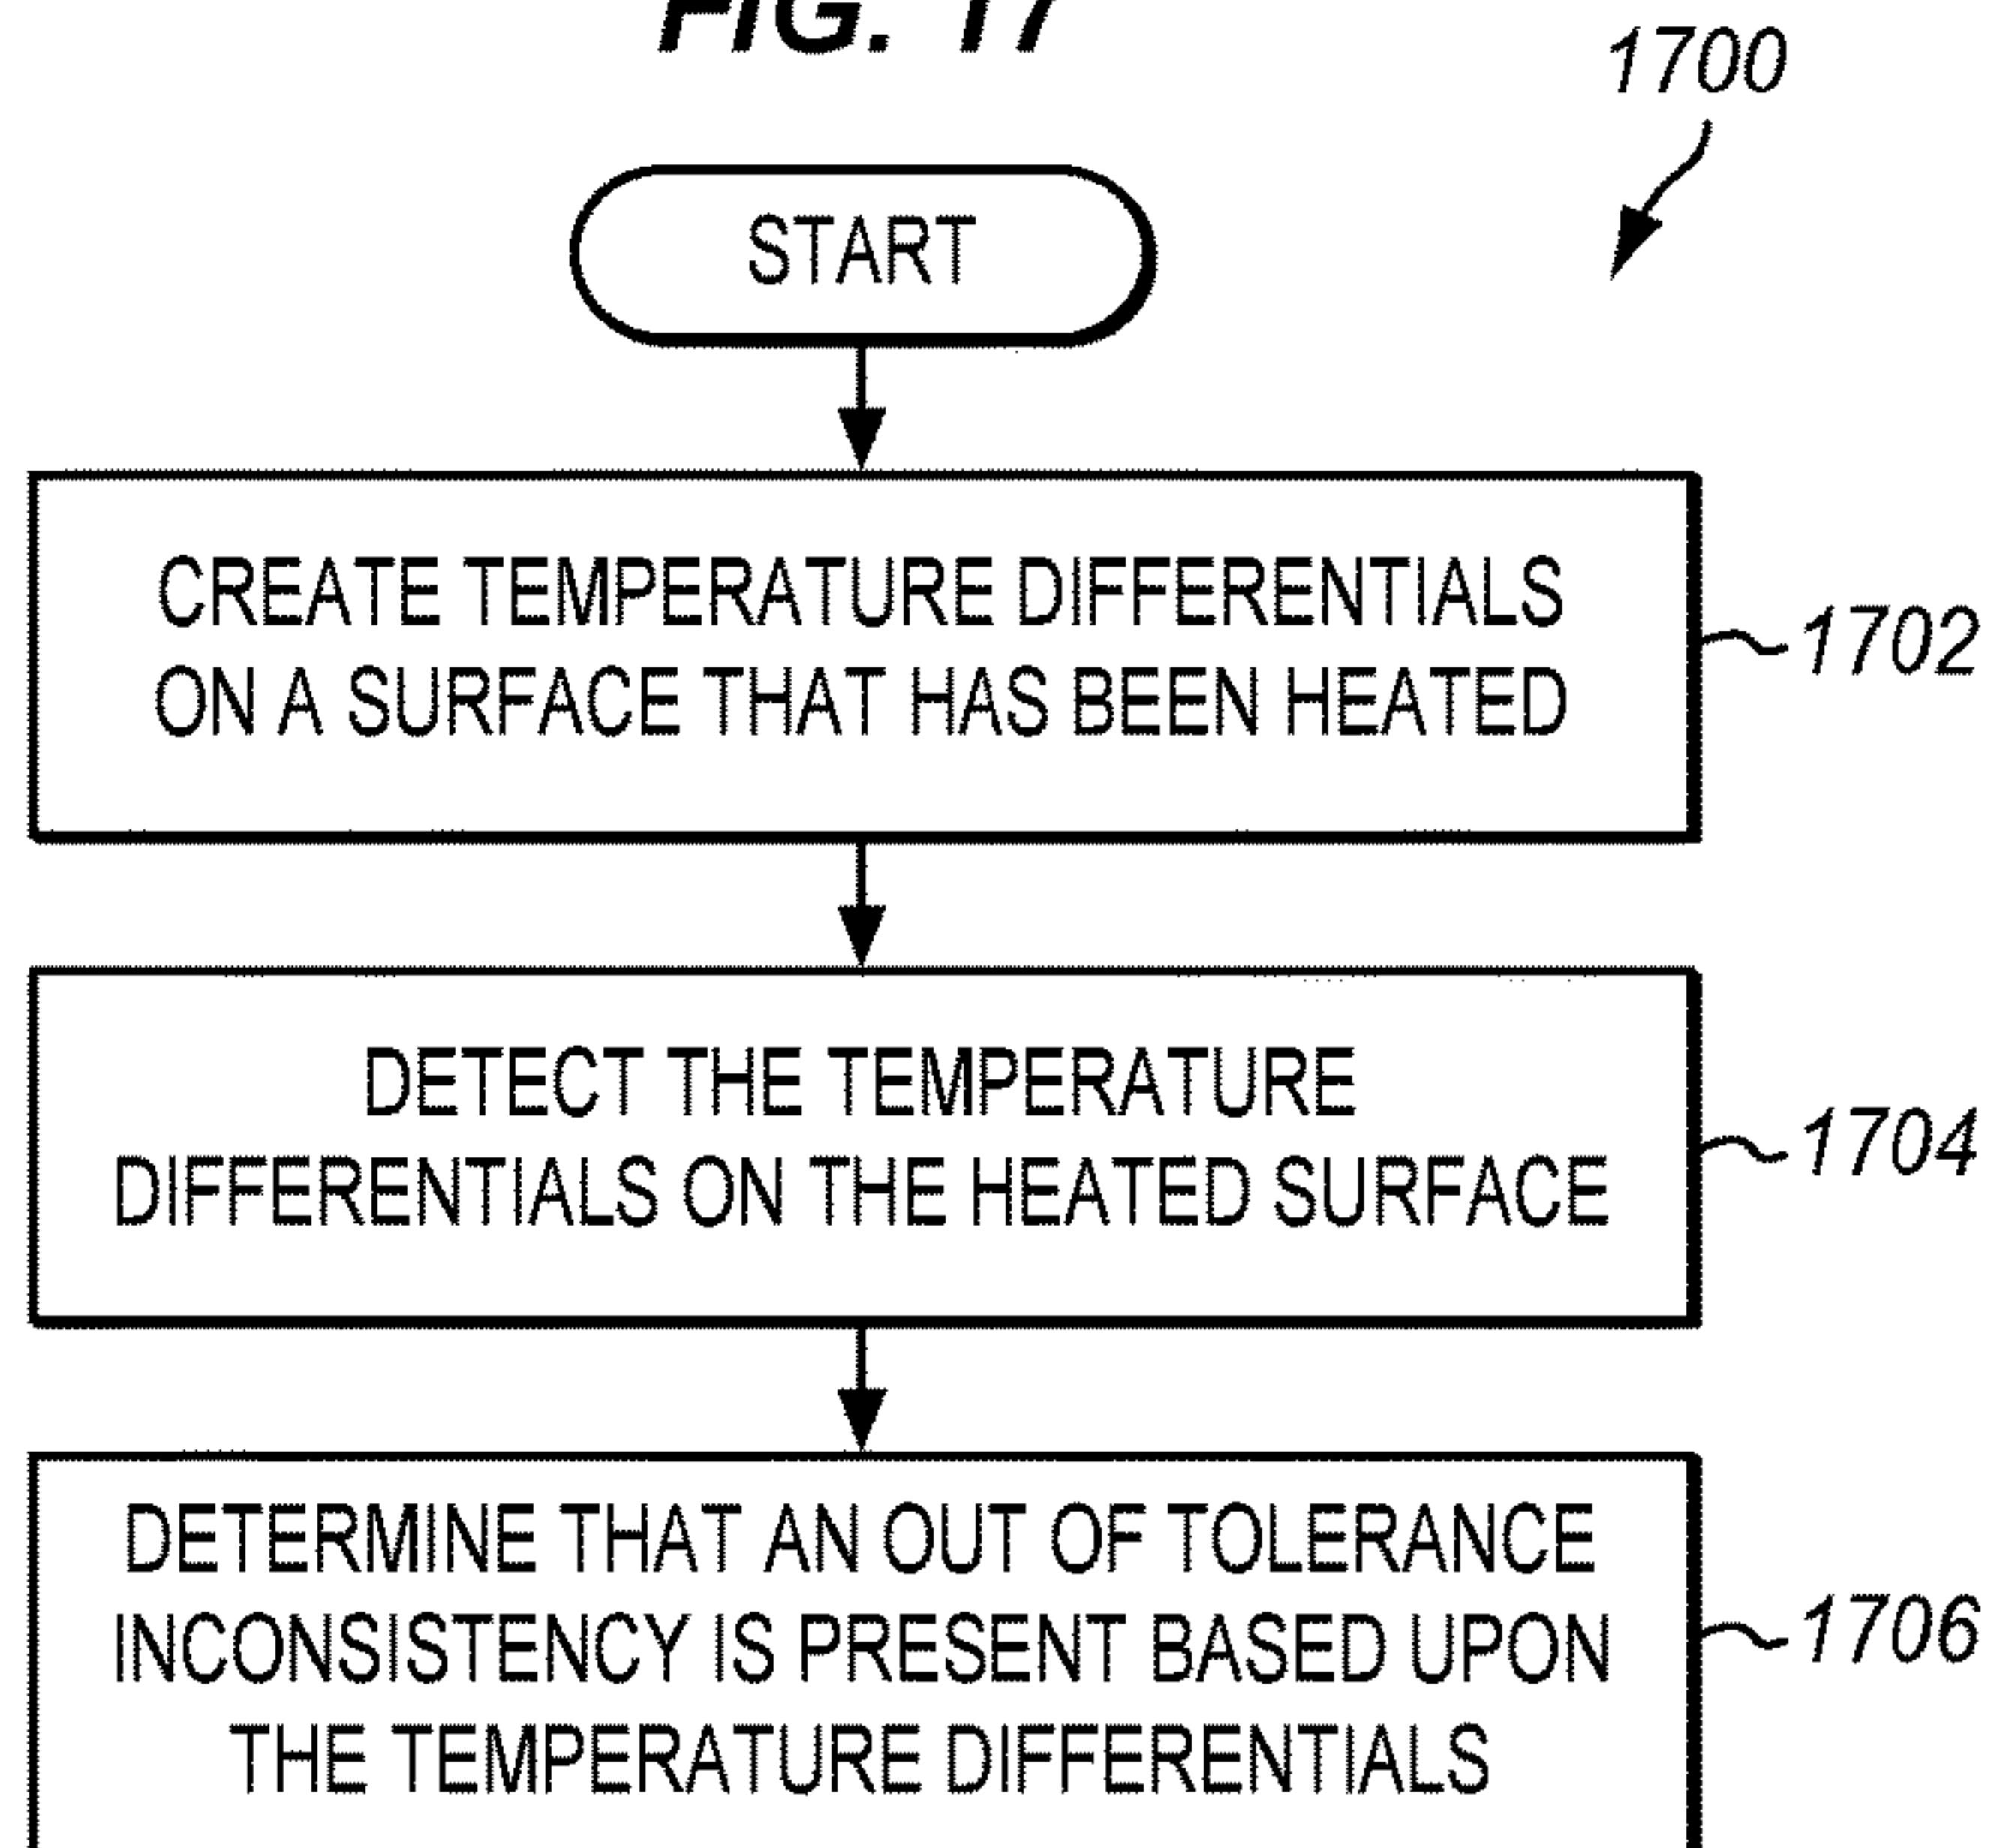 FIG. 17
1700
START
CREATE TEMPERATURE DIFFERENTIALS
ON A SURFACE THAT HAS BEEN HEATED
1702
DETECT THE TEMPERATURE
DIFFERENTIALS ON THE HEATED SURFACE
1704
DETERMINE THAT AN OUT OF TOLERANCE
INCONSISTENCY IS PRESENT BASED UPON
THE TEMPERATURE DIFFERENTIALS
1706